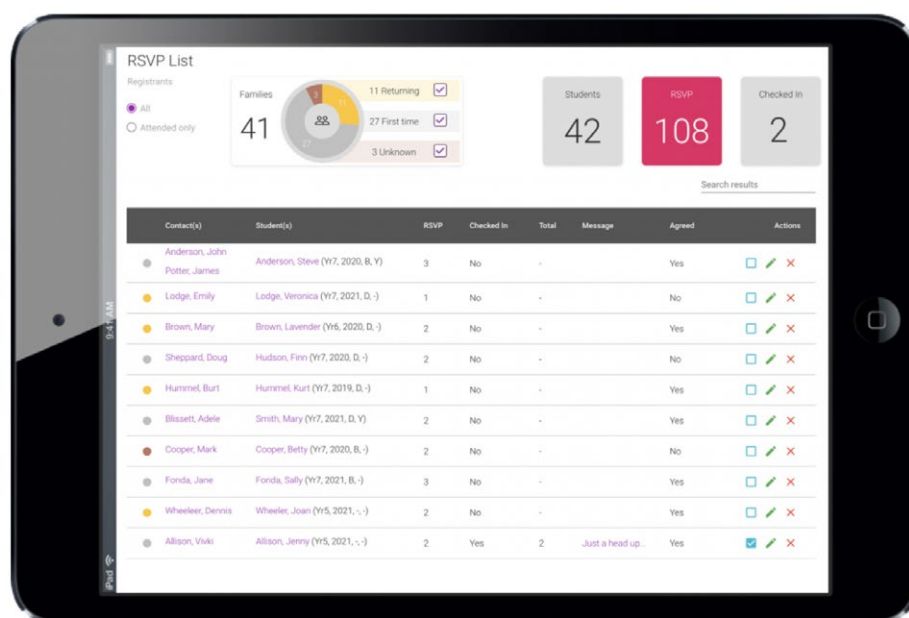 RSVP List
Registrants
All
Attended only
Families
41
3
11
27
11 Returning
27 First time
3 Unknown
Students
42
RSVP
108
Checked In
2
Search results
Contact(s) Student(s) RSVP Checked In Total Message Agreed Actions
Anderson, John
Potter, James
Anderson, Steve (Yr7, 2020, B, Y) 3 No - Yes
Lodge, Emily Lodge, Veronica (Yr7, 2021, D, -) 1 No - No
Brown, Mary Brown, Lavender (Yr6, 2020, D, -) 2 No - Yes
Sheppard, Doug Hudson, Finn (Yr7, 2020, D, -) 2 No - No
Hummel, Burt Hummel, Kurt (Yr7, 2019, D, -) 1 No - Yes
Blissett, Adele Smith, Mary (Yr7, 2021, D, Y) 2 No - Yes
Cooper, Mark Cooper, Betty (Yr7, 2020, B, -) 2 No - No
Fonda, Jane Fonda, Sally (Yr7, 2021, B, -) 3 No - Yes
Wheeleer, Dennis Wheeler, Joan (Yr5, 2021, -, -) 2 No - Yes
Allison, Vivki Allison, Jenny (Yr5, 2021, -, -) 2 Yes 2 Just a head up... Yes
9:41 AM
iPad